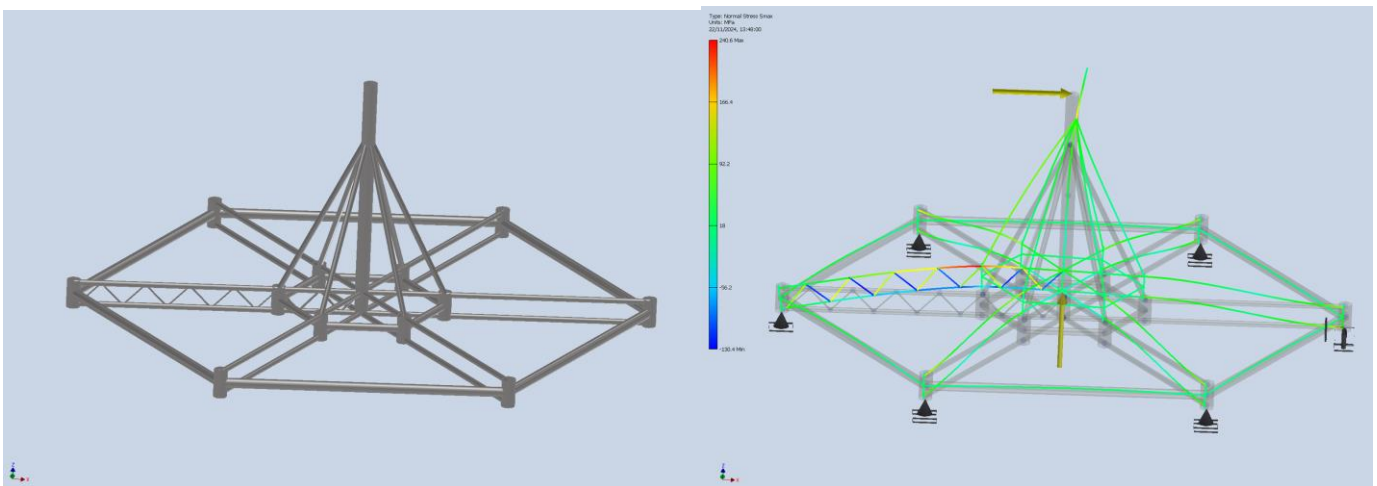 Type: Normal Stress Smax
Units: MPa
22/11/2024, 13:48:00
240.6 Max
166.4
92.2
18
-56.2
-130.4 Min